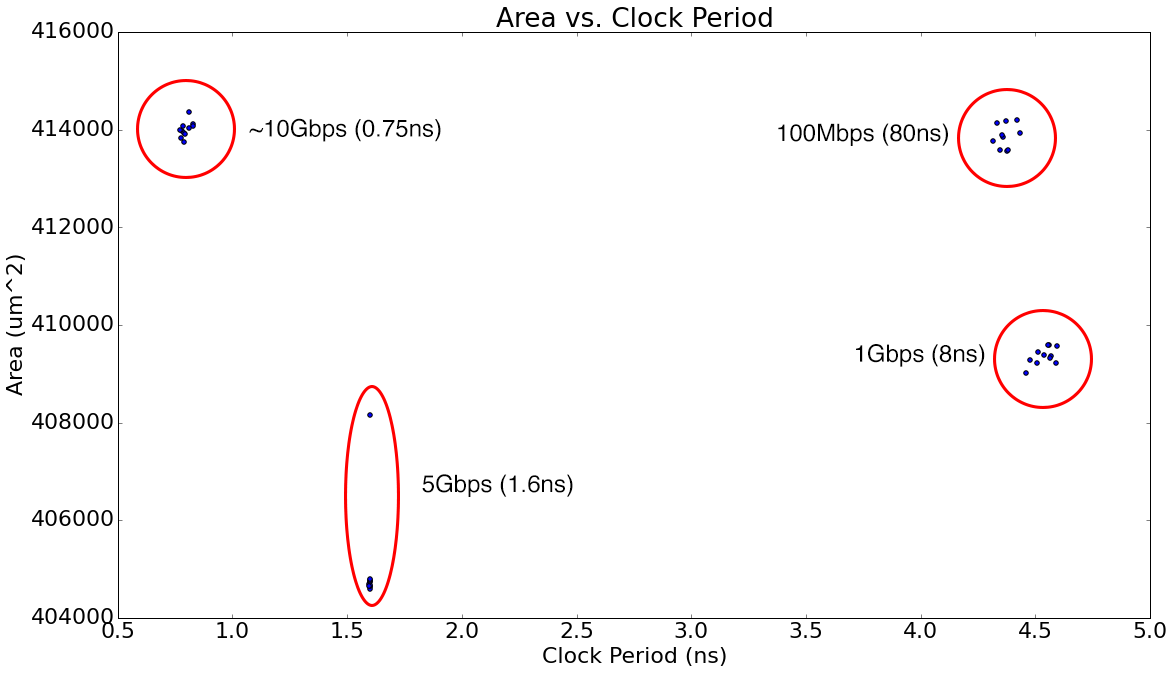 Area vs. Clock Period
416000
414000
412000
410000
408000
406000
404000
Area (um^2)
~10Gbps (0.75ns)
100Mbps (80ns)
1Gbps (8ns)
5Gbps (1.6ns)
0.5 1.0 1.5 2.0 2.5 3.0 3.5 4.0 4.5 5.0
Clock Period (ns)